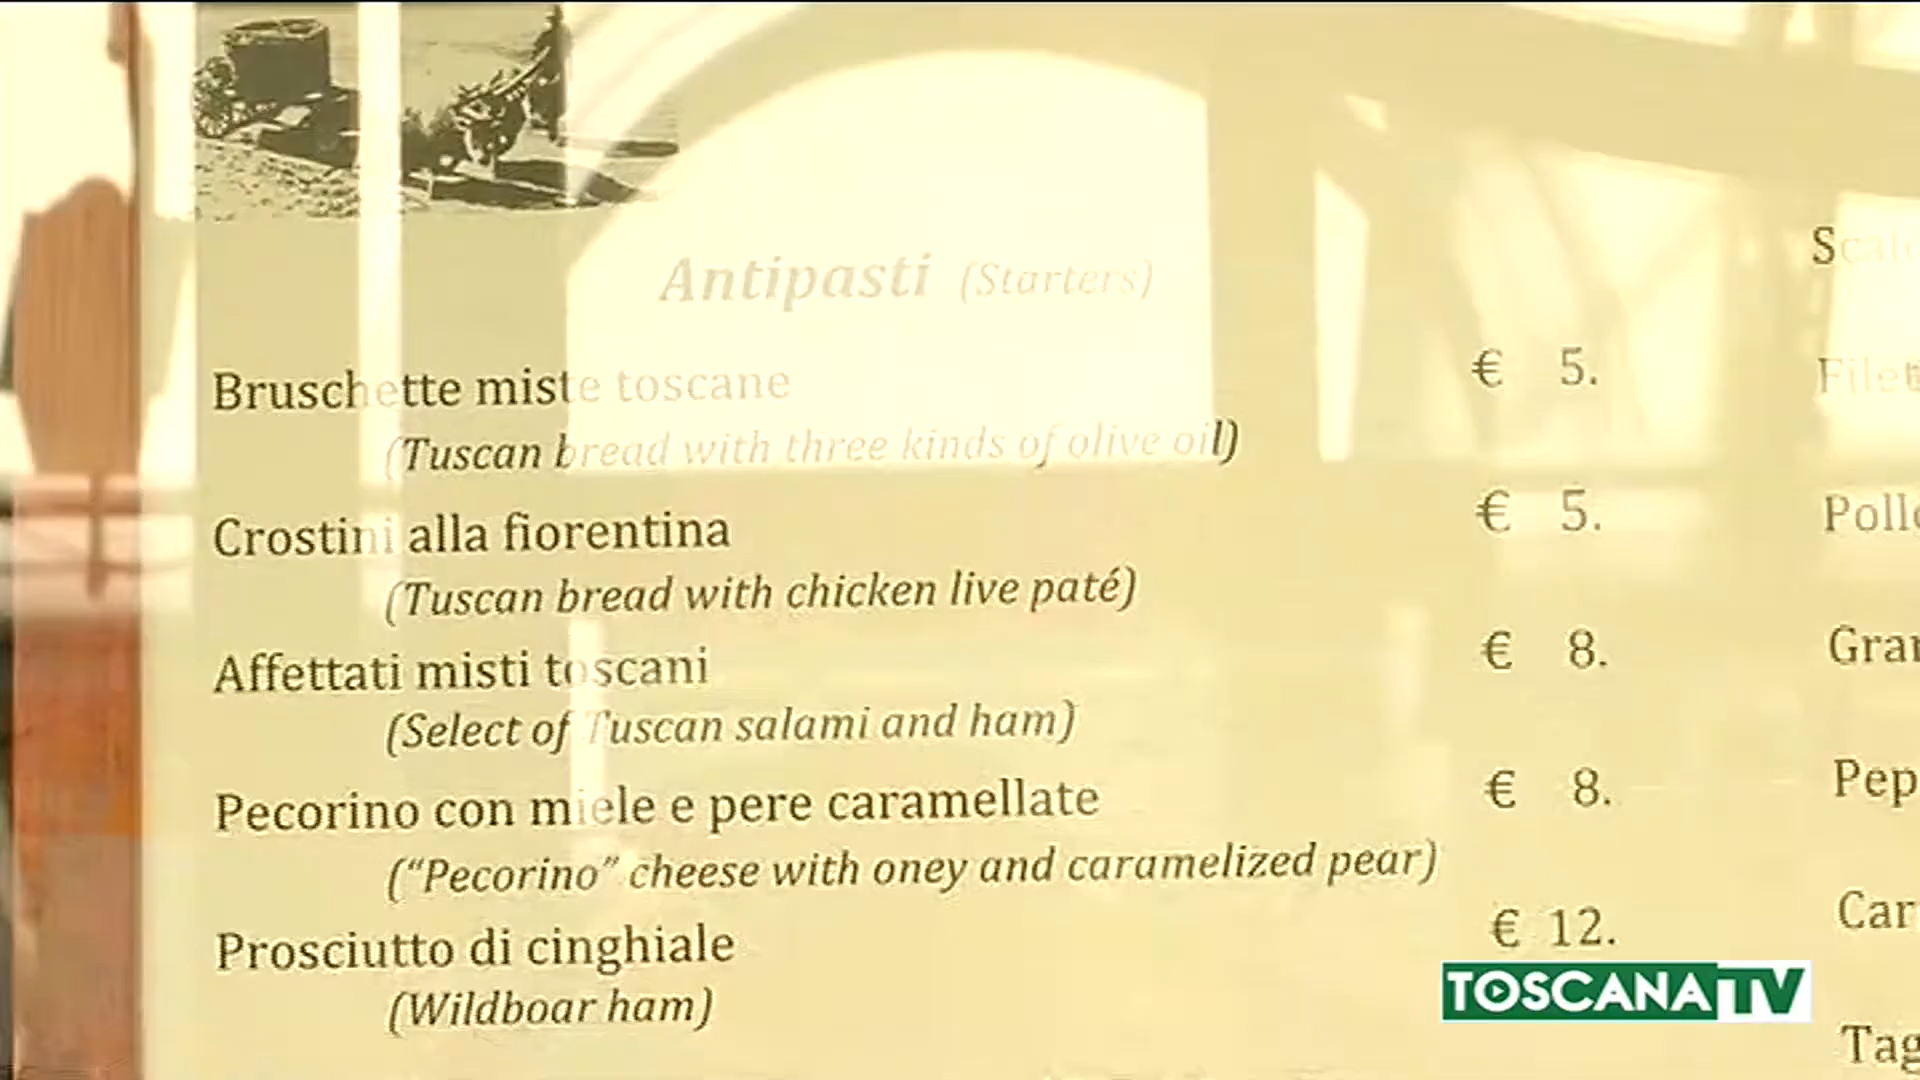 Antipasti (Starters)
Bruschette miste toscane € 5.
(Tuscan bread with three kinds of olive oil)
Crostini alla fiorentina € 5.
(Tuscan bread with chicken live paté)
Affettati misti toscani € 8.
(Select of Tuscan salami and ham)
Pecorino con miele e pere caramellate € 8.
(“Pecorino” cheese with oney and caramelized pear)
Prosciutto di cinghiale € 12.
(Wildboar ham)
TOSCANA TV